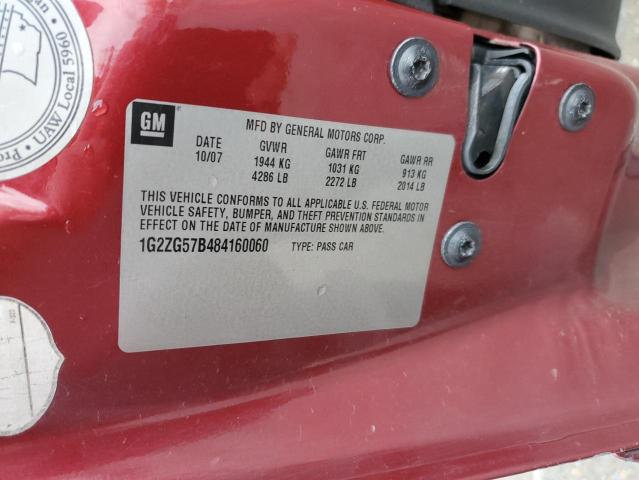 GM
MFD BY GENERAL MOTORS CORP.
DATE GVWR GAWR FRT GAWR RR
10/07 1944 KG 1031 KG 913 KG
4286 LB 2272 LB 2014 LB
THIS VEHICLE CONFORMS TO ALL APPLICABLE U.S. FEDERAL MOTOR
VEHICLE SAFETY, BUMPER, AND THEFT PREVENTION STANDARDS IN
EFFECT ON THE DATE OF MANUFACTURE SHOWN ABOVE.
1G2ZG57B484160060 TYPE: PASS CAR
UAW Local 5960